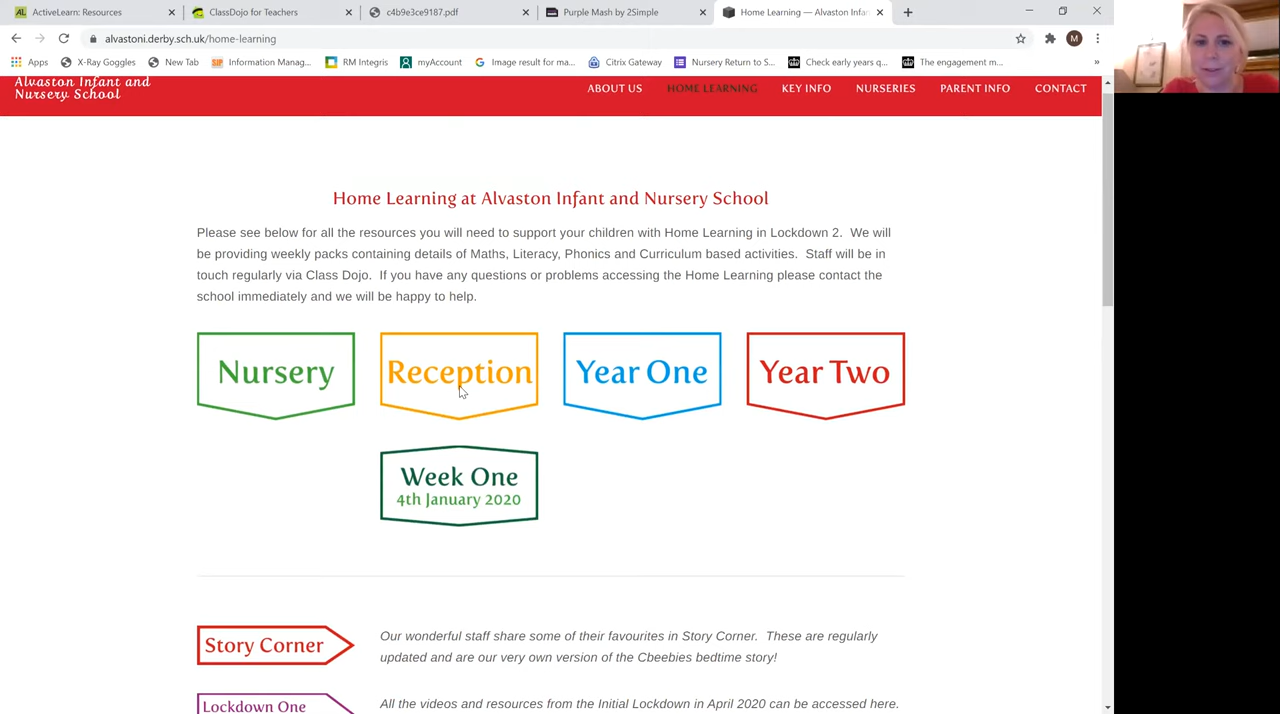 ActiveLearn: Resources
ClassDojo for Teachers
c4b9e3ce9187.pdf
Purple Mash by 2Simple
Home Learning — Alvaston Infan
alvastoni.derby.sch.uk/home-learning
M
Apps
X-Ray Goggles
New Tab
Information Manag...
RM Integris
myAccount
Image result for ma...
Citrix Gateway
Nursery Return to S...
Check early years q...
The engagement m...
»
Alvaston Infant and
Nursery School
ABOUT US
HOME LEARNING
KEY INFO
NURSERIES
PARENT INFO
CONTACT
Home Learning at Alvaston Infant and Nursery School
Please see below for all the resources you will need to support your children with Home Learning in Lockdown 2. We will
be providing weekly packs containing details of Maths, Literacy, Phonics and Curriculum based activities. Staff will be in
touch regularly via Class Dojo. If you have any questions or problems accessing the Home Learning please contact the
school immediately and we will be happy to help.
Nursery
Reception
Year One
Year Two
Week One
4th January 2020
Story Corner
Our wonderful staff share some of their favourites in Story Corner. These are regularly
updated and are our very own version of the Cbeebies bedtime story!
Lockdown One
All the videos and resources from the Initial Lockdown in April 2020 can be accessed here.